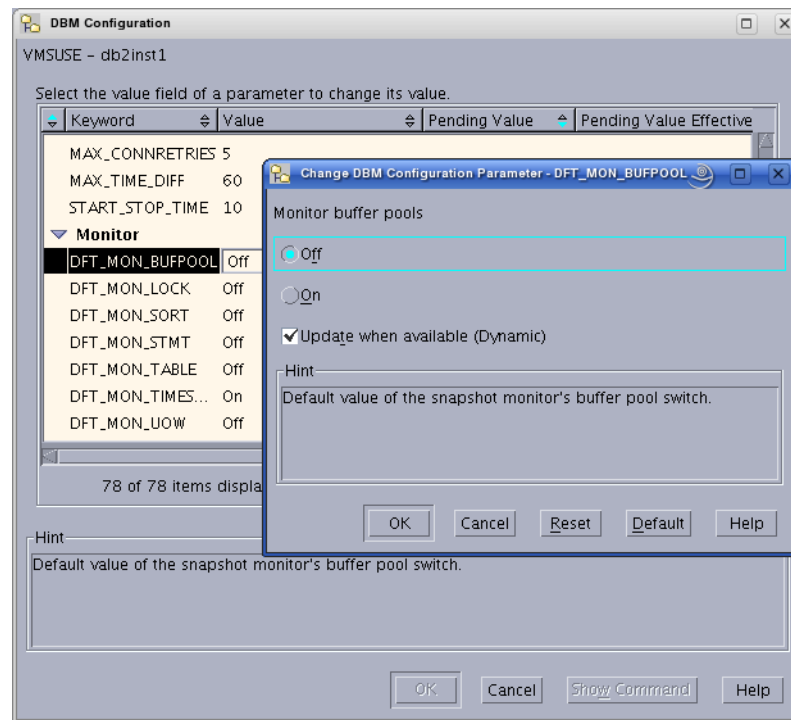 DBM Configuration
VMSUSE – db2inst1
Select the value field of a parameter to change its value.
Keyword Value Pending Value Pending Value Effective
MAX_CONNRETRIES 5
MAX_TIME_DIFF 60
START_STOP_TIME 10
Monitor
DFT_MON_BUFPOOL Off
DFT_MON_LOCK Off
DFT_MON_SORT Off
DFT_MON_STMT Off
DFT_MON_TABLE Off
DFT_MON_TIMES... On
DFT_MON_UOW Off
78 of 78 items displa
Change DBM Configuration Parameter - DFT_MON_BUFPOOL
Monitor buffer pools
Off
On
Update when available (Dynamic)
Hint
Default value of the snapshot monitor's buffer pool switch.
OK Cancel Reset Default Help
Hint
Default value of the snapshot monitor's buffer pool switch.
OK Cancel Show Command Help